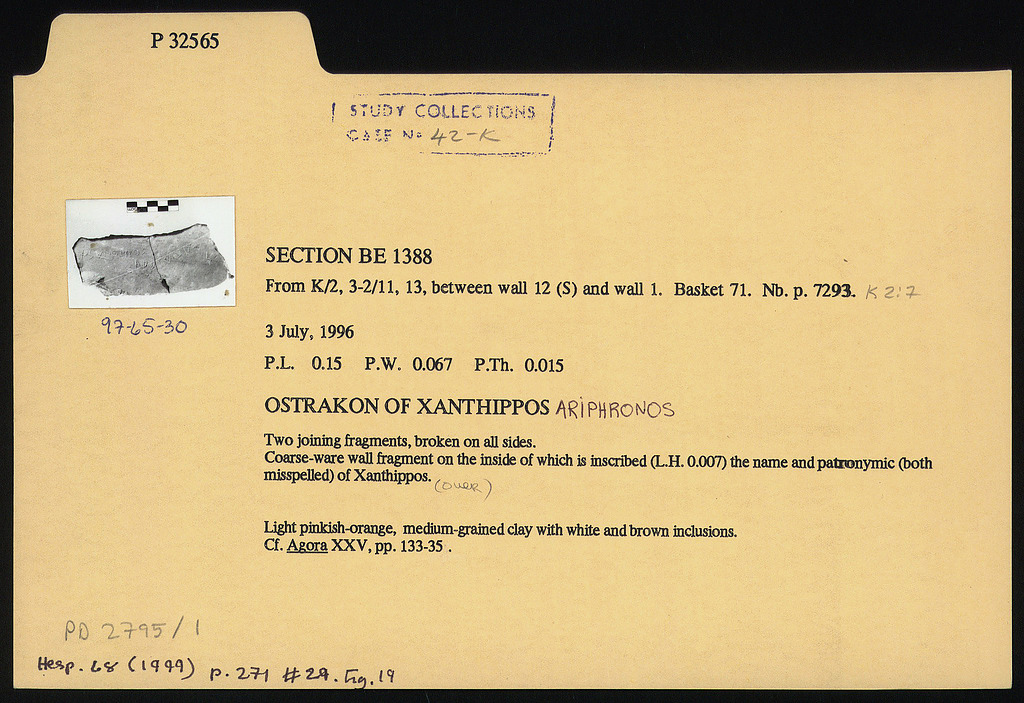 P 32565
STUDY COLLECTIONS
CASE No 42-K
SECTION BE 1388
From K/2, 3-2/11, 13, between wall 12 (S) and wall 1. Basket 71. Nb. p. 7293. K 2:7
97-65-30
3 July, 1996
P.L. 0.15 P.W. 0.067 P.Th. 0.015
OSTRAKON OF XANTHIPPOS ARIPHRONOS
Two joining fragments, broken on all sides.
Coarse-ware wall fragment on the inside of which is inscribed (L.H. 0.007) the name and patronymic (both
misspelled) of Xanthippos. (over)
Light pinkish-orange, medium-grained clay with white and brown inclusions.
Cf. Agora XXV, pp. 133-35 .
PD 2795/1
Hesp. 68 (1999) p. 271 #29. Fig. 19